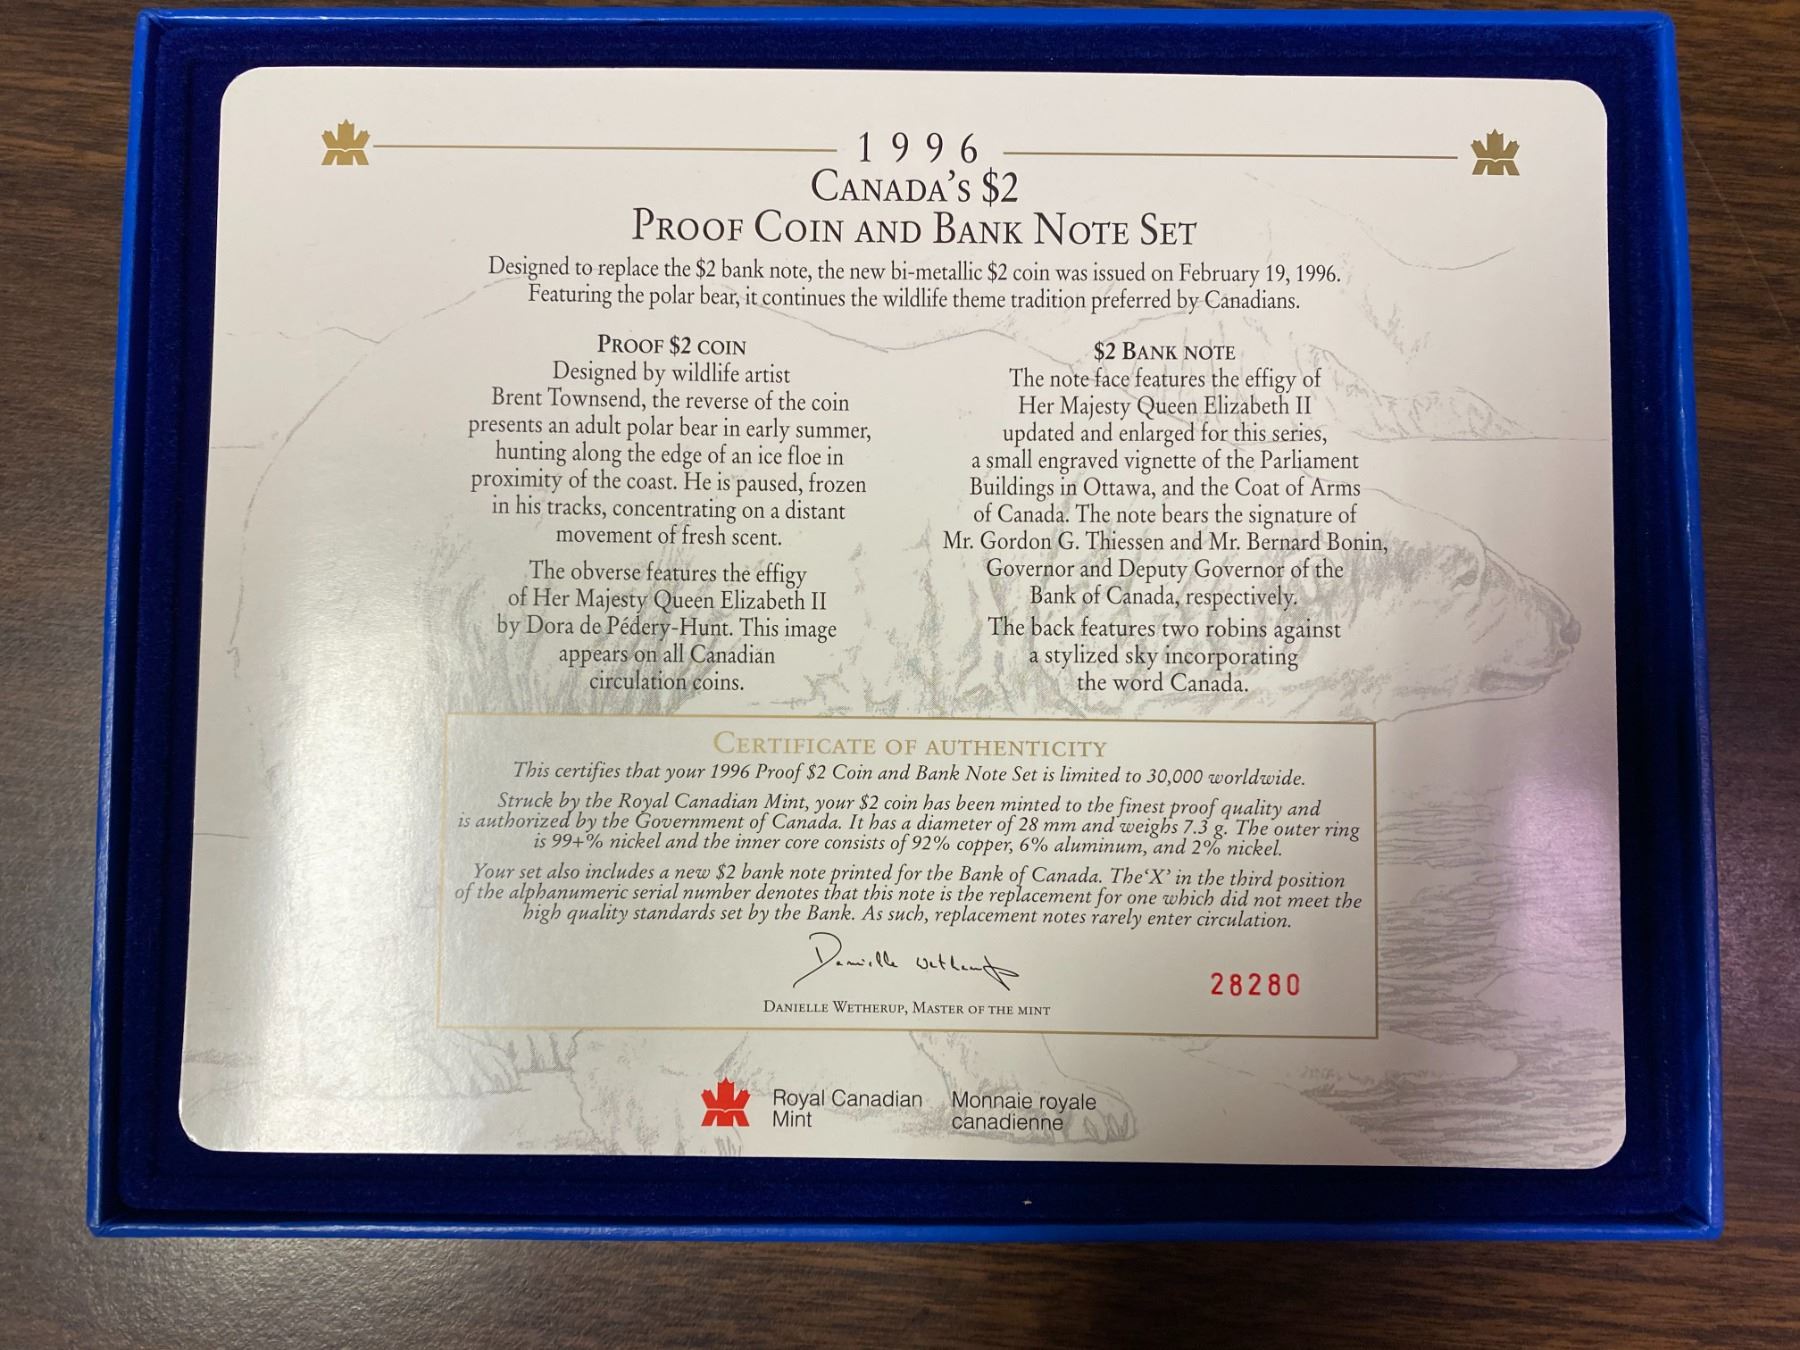 1996
CANADA'S $2
PROOF COIN AND BANK NOTE SET
Designed to replace the $2 bank note, the new bi-metallic $2 coin was issued on February 19, 1996.
Featuring the polar bear, it continues the wildlife theme tradition preferred by Canadians.
PROOF $2 COIN
Designed by wildlife artist
Brent Townsend, the reverse of the coin
presents an adult polar bear in early summer,
hunting along the edge of an ice floe in
proximity of the coast. He is paused, frozen
in his tracks, concentrating on a distant
movement of fresh scent.
The obverse features the effigy
of Her Majesty Queen Elizabeth II
by Dora de Pédery-Hunt. This image
appears on all Canadian
circulation coins.
$2 BANK NOTE
The note face features the effigy of
Her Majesty Queen Elizabeth II
updated and enlarged for this series,
a small engraved vignette of the Parliament
Buildings in Ottawa, and the Coat of Arms
of Canada. The note bears the signature of
Mr. Gordon G. Thiessen and Mr. Bernard Bonin,
Governor and Deputy Governor of the
Bank of Canada, respectively.
The back features two robins against
a stylized sky incorporating
the word Canada.
CERTIFICATE OF AUTHENTICITY
This certifies that your 1996 Proof $2 Coin and Bank Note Set is limited to 30,000 worldwide.
Struck by the Royal Canadian Mint, your $2 coin has been minted to the finest proof quality and
is authorized by the Government of Canada. It has a diameter of 28 mm and weighs 7.3 g. The outer ring
is 99+% nickel and the inner core consists of 92% copper, 6% aluminum, and 2% nickel.
Your set also includes a new $2 bank note printed for the Bank of Canada. The 'X' in the third position
of the alphanumeric serial number denotes that this note is the replacement for one which did not meet the
high quality standards set by the Bank. As such, replacement notes rarely enter circulation.
Danielle Wetherup
28280
DANIELLE WETHERUP, MASTER OF THE MINT
Royal Canadian
Mint
Monnaie royale
canadienne